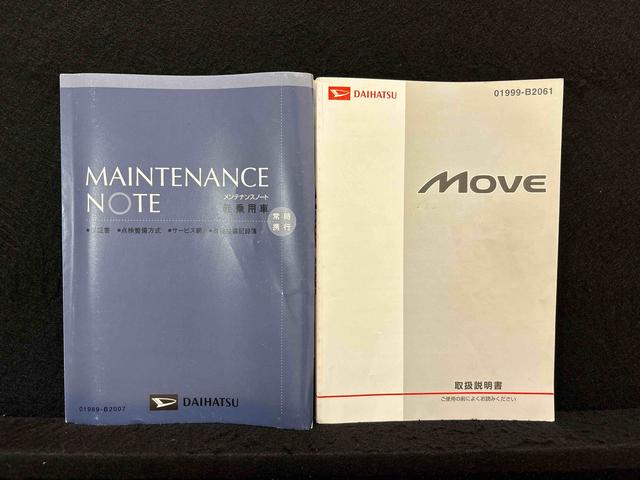 MAINTENANCE
NOTE
メンテナンスノート
乗用車
常時
携行
•点検整備方式 •サービス網
01989-B2007
DAIHATSU
DAIHATSU
01999-B2061
MOVE
取扱説明書
ご使用の前によくお読みください